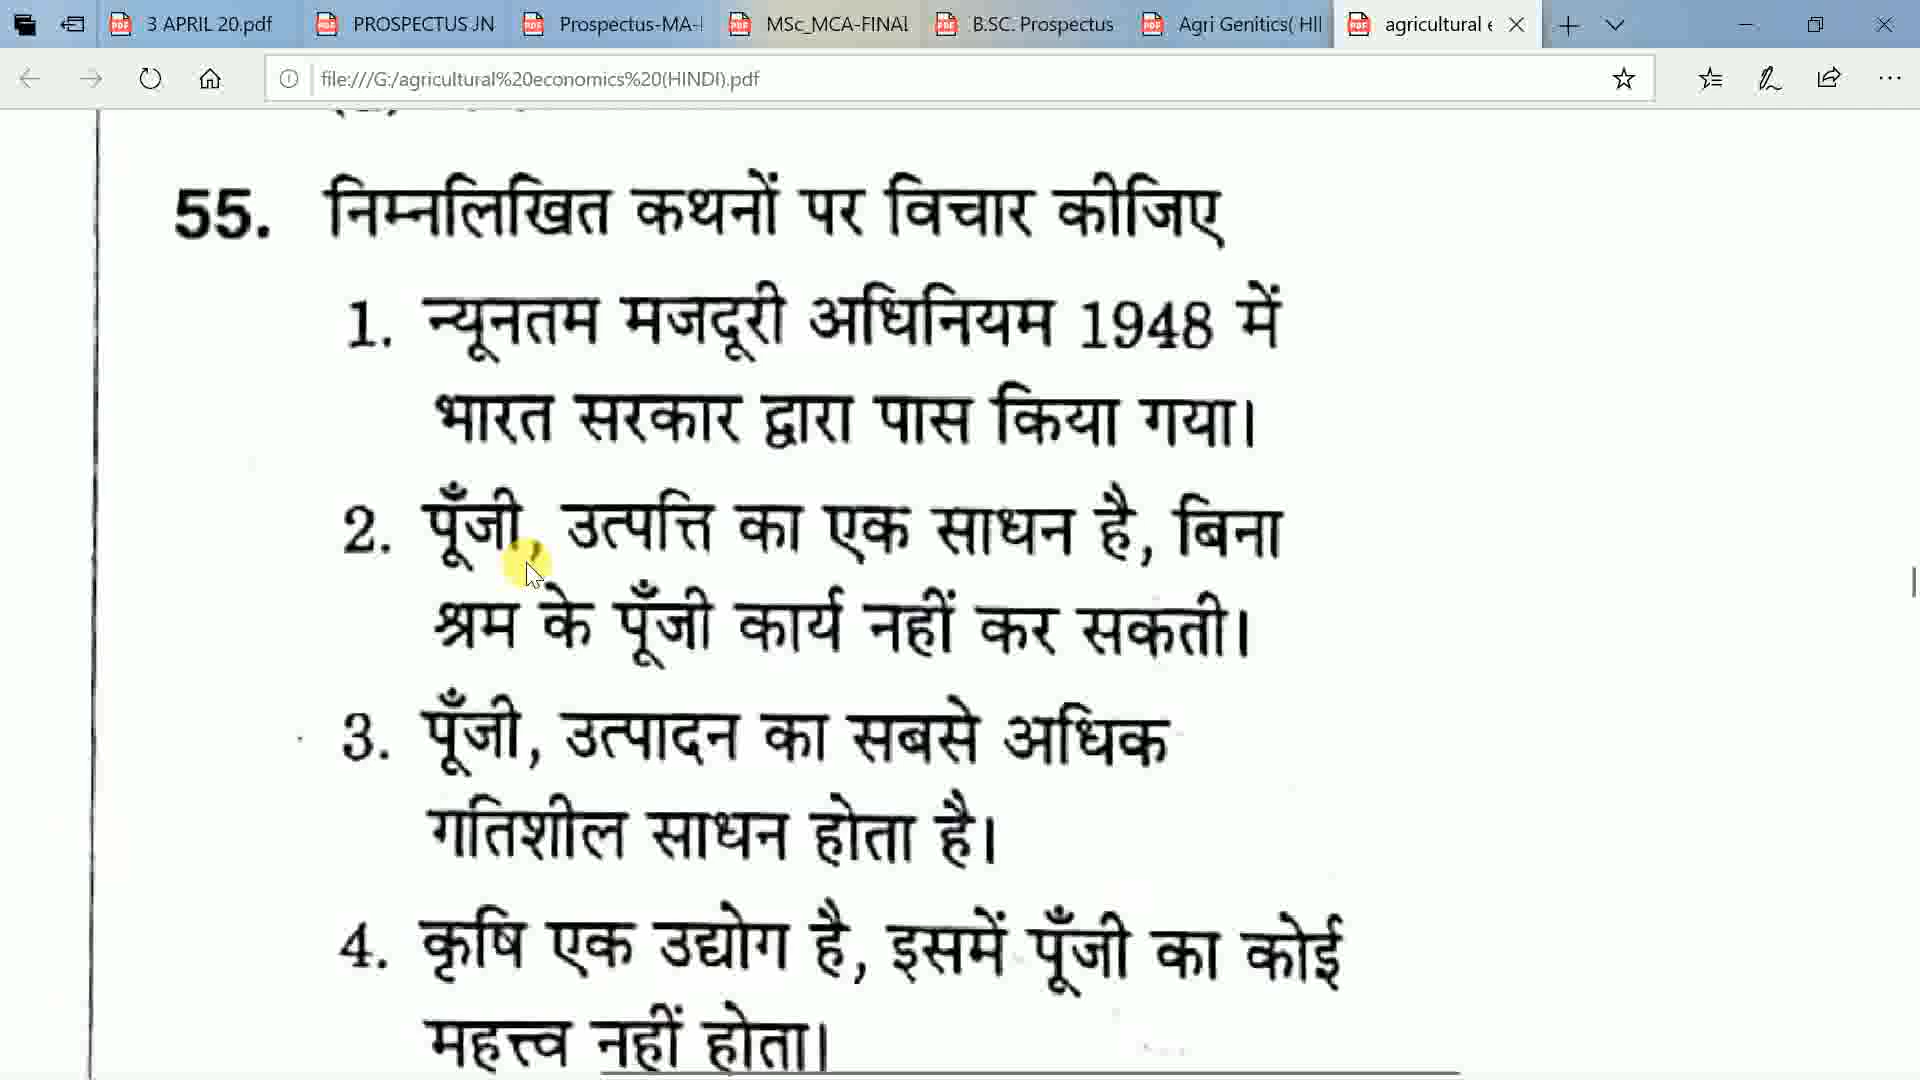 3 APRIL 20.pdf
PROSPECTUS JN
Prospectus-MA-
MSc_MCA-FINAL
B.SC. Prospectus
Agri Genitics( HI
agricultural e
file:///G:/agricultural%20economics%20(HINDI).pdf
55. निम्नलिखित कथनों पर विचार कीजिए
1. न्यूनतम मजदूरी अधिनियम 1948 में
भारत सरकार द्वारा पास किया गया।
2. पूँजी, उत्पत्ति का एक साधन है, बिना
श्रम के पूँजी कार्य नहीं कर सकती।
3. पूँजी, उत्पादन का सबसे अधिक
गतिशील साधन होता है।
4. कृषि एक उद्योग है, इसमें पूँजी का कोई
महत्त्व नहीं होता।